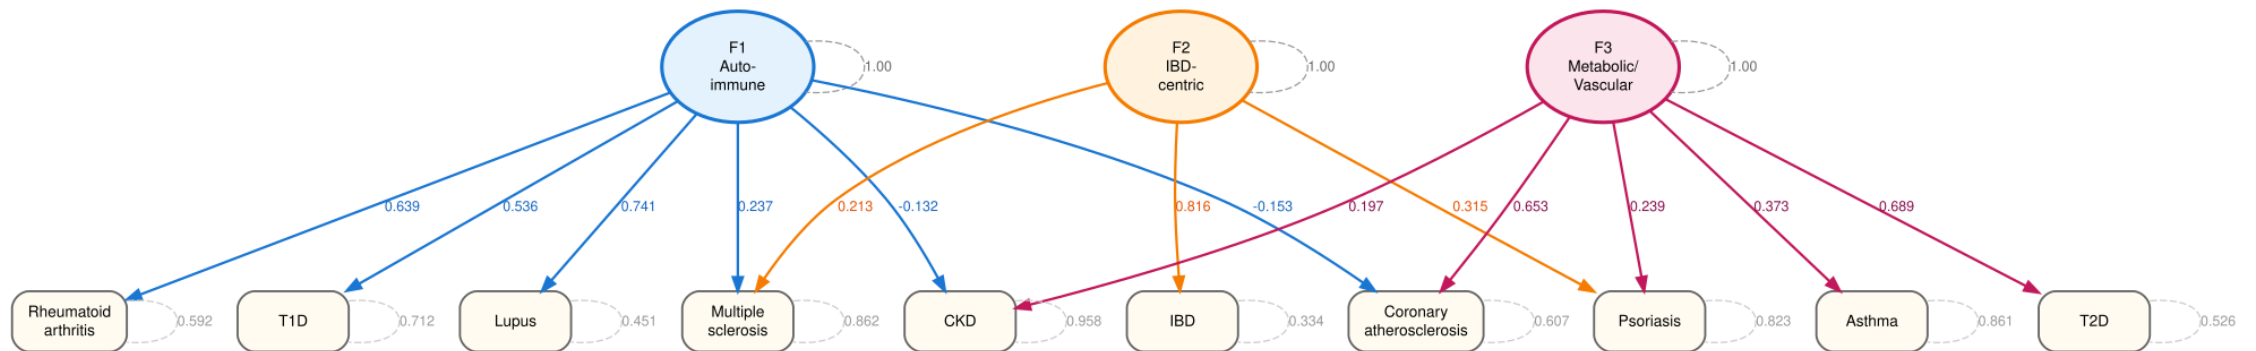 F1
Auto-
immune
1.00
F2
IBD-
centric
1.00
F3
Metabolic/
Vascular
1.00
0.639
0.536
0.741
0.237
0.213
-0.132
0.816
-0.153
0.197
0.315
0.653
0.239
0.373
0.689
Rheumatoid
arthritis
0.592
T1D
0.712
Lupus
0.451
Multiple
sclerosis
0.862
CKD
0.958
IBD
0.334
Coronary
atherosclerosis
0.607
Psoriasis
0.823
Asthma
0.861
T2D
0.526